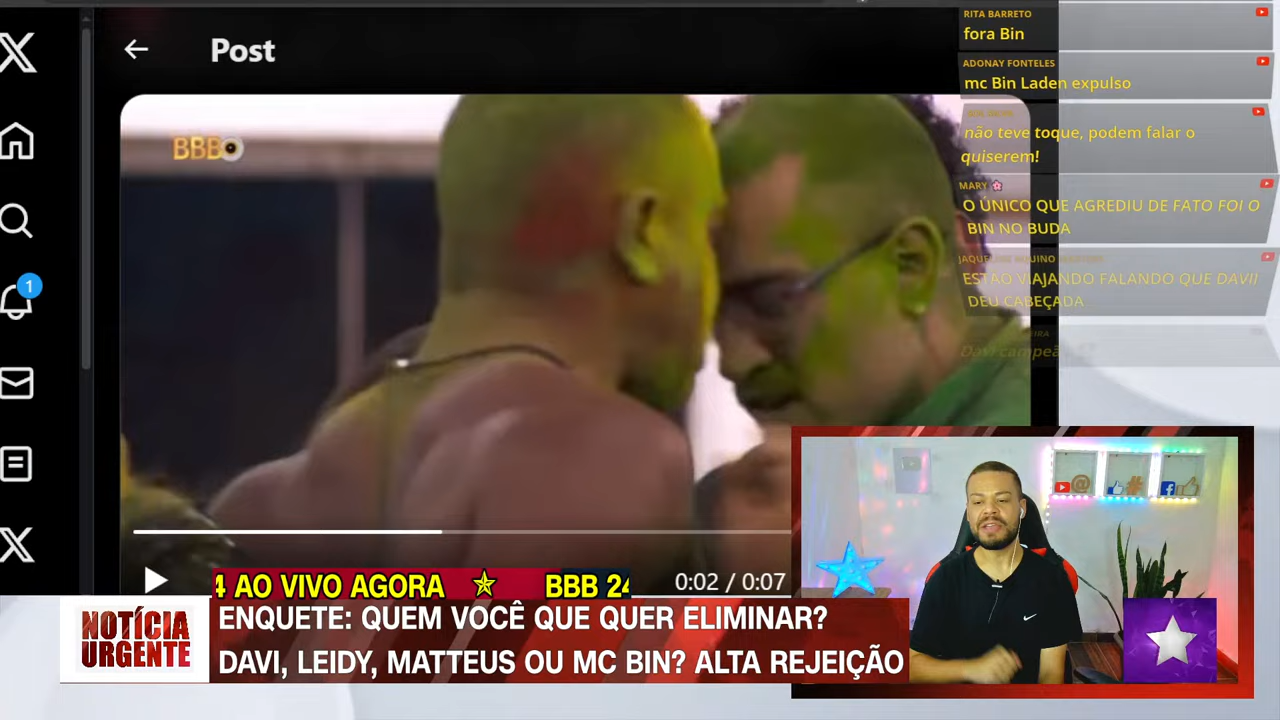 Post
BBB
1
RITA BARRETO
fora Bin
ADONAY FONTELES
mc Bin Laden expulso
não teve toque, podem falar o
quiserem!
MARY
O ÚNICO QUE AGREDIU DE FATO FOI O
BIN NO BUDA
ESTÃO VIAJANDO FALANDO QUE DAVII
DEU CABEÇADA
Davi campeã
0:02 / 0:07
4 AO VIVO AGORA BBB 24
NOTÍCIA
URGENTE
ENQUETE: QUEM VOCÊ QUE QUER ELIMINAR?
DAVI, LEIDY, MATTEUS OU MC BIN? ALTA REJEIÇÃO